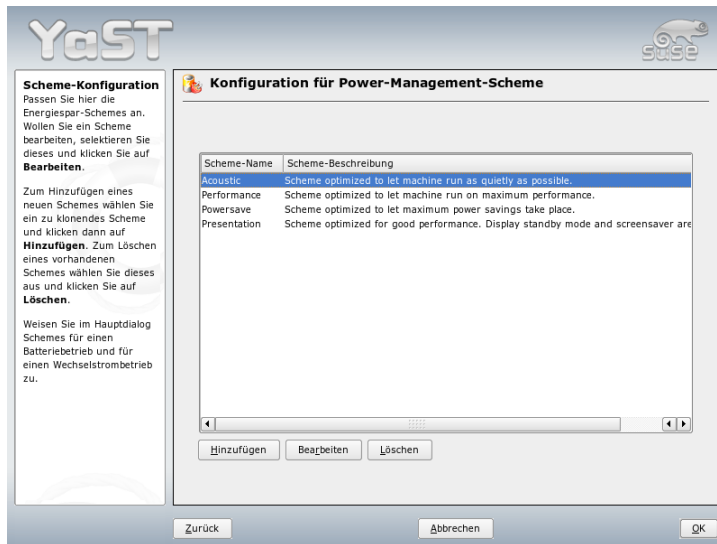 YaST
SUSE
Scheme-Konfiguration
Passen Sie hier die
Energiespar-Schemes an.
Wollen Sie ein Scheme
bearbeiten, selektieren Sie
dieses und klicken Sie auf
Bearbeiten.
Zum Hinzufügen eines
neuen Schemes wählen Sie
ein zu klonendes Scheme
und klicken dann auf
Hinzufügen. Zum Löschen
eines vorhandenen
Schemes wählen Sie dieses
aus und klicken Sie auf
Löschen.
Weisen Sie im Hauptdialog
Schemes für einen
Batteriebetrieb und für
einen Wechselstrombetrieb
zu.
Konfiguration für Power-Management-Scheme
Scheme-Name Scheme-Beschreibung
Acoustic Scheme optimized to let machine run as quietly as possible.
Performance Scheme optimized to let machine run on maximum performance.
Powersave Scheme optimized to let maximum power savings take place.
Presentation Scheme optimized for good performance. Display standby mode and screensaver are
Hinzufügen Bearbeiten Löschen
Zurück Abbrechen OK